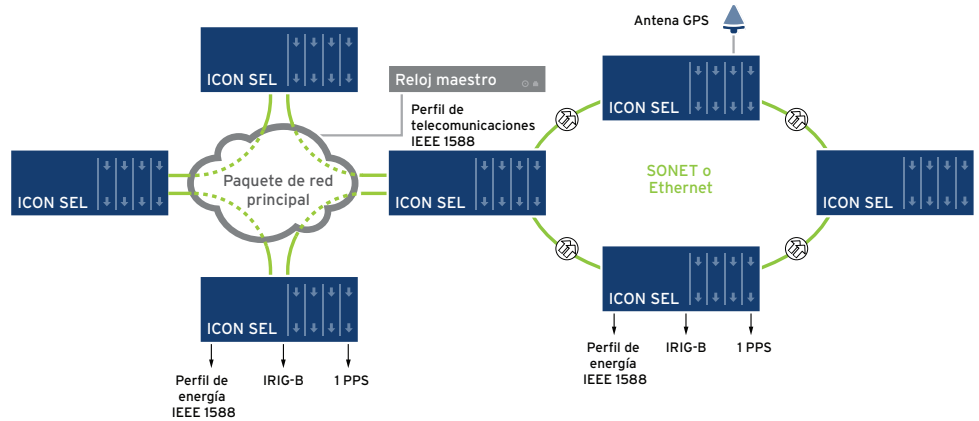 Antena GPS
ICON SEL
Reloj maestro
ICON SEL
Perfil de
telecomunicaciones
IEEE 1588
ICON SEL
Paquete de red
principal
ICON SEL
SONET o
Ethernet
ICON SEL
ICON SEL
ICON SEL
Perfil de
energía
IEEE 1588
IRIG-B
1 PPS
Perfil de
energía
IEEE 1588
IRIG-B
1 PPS